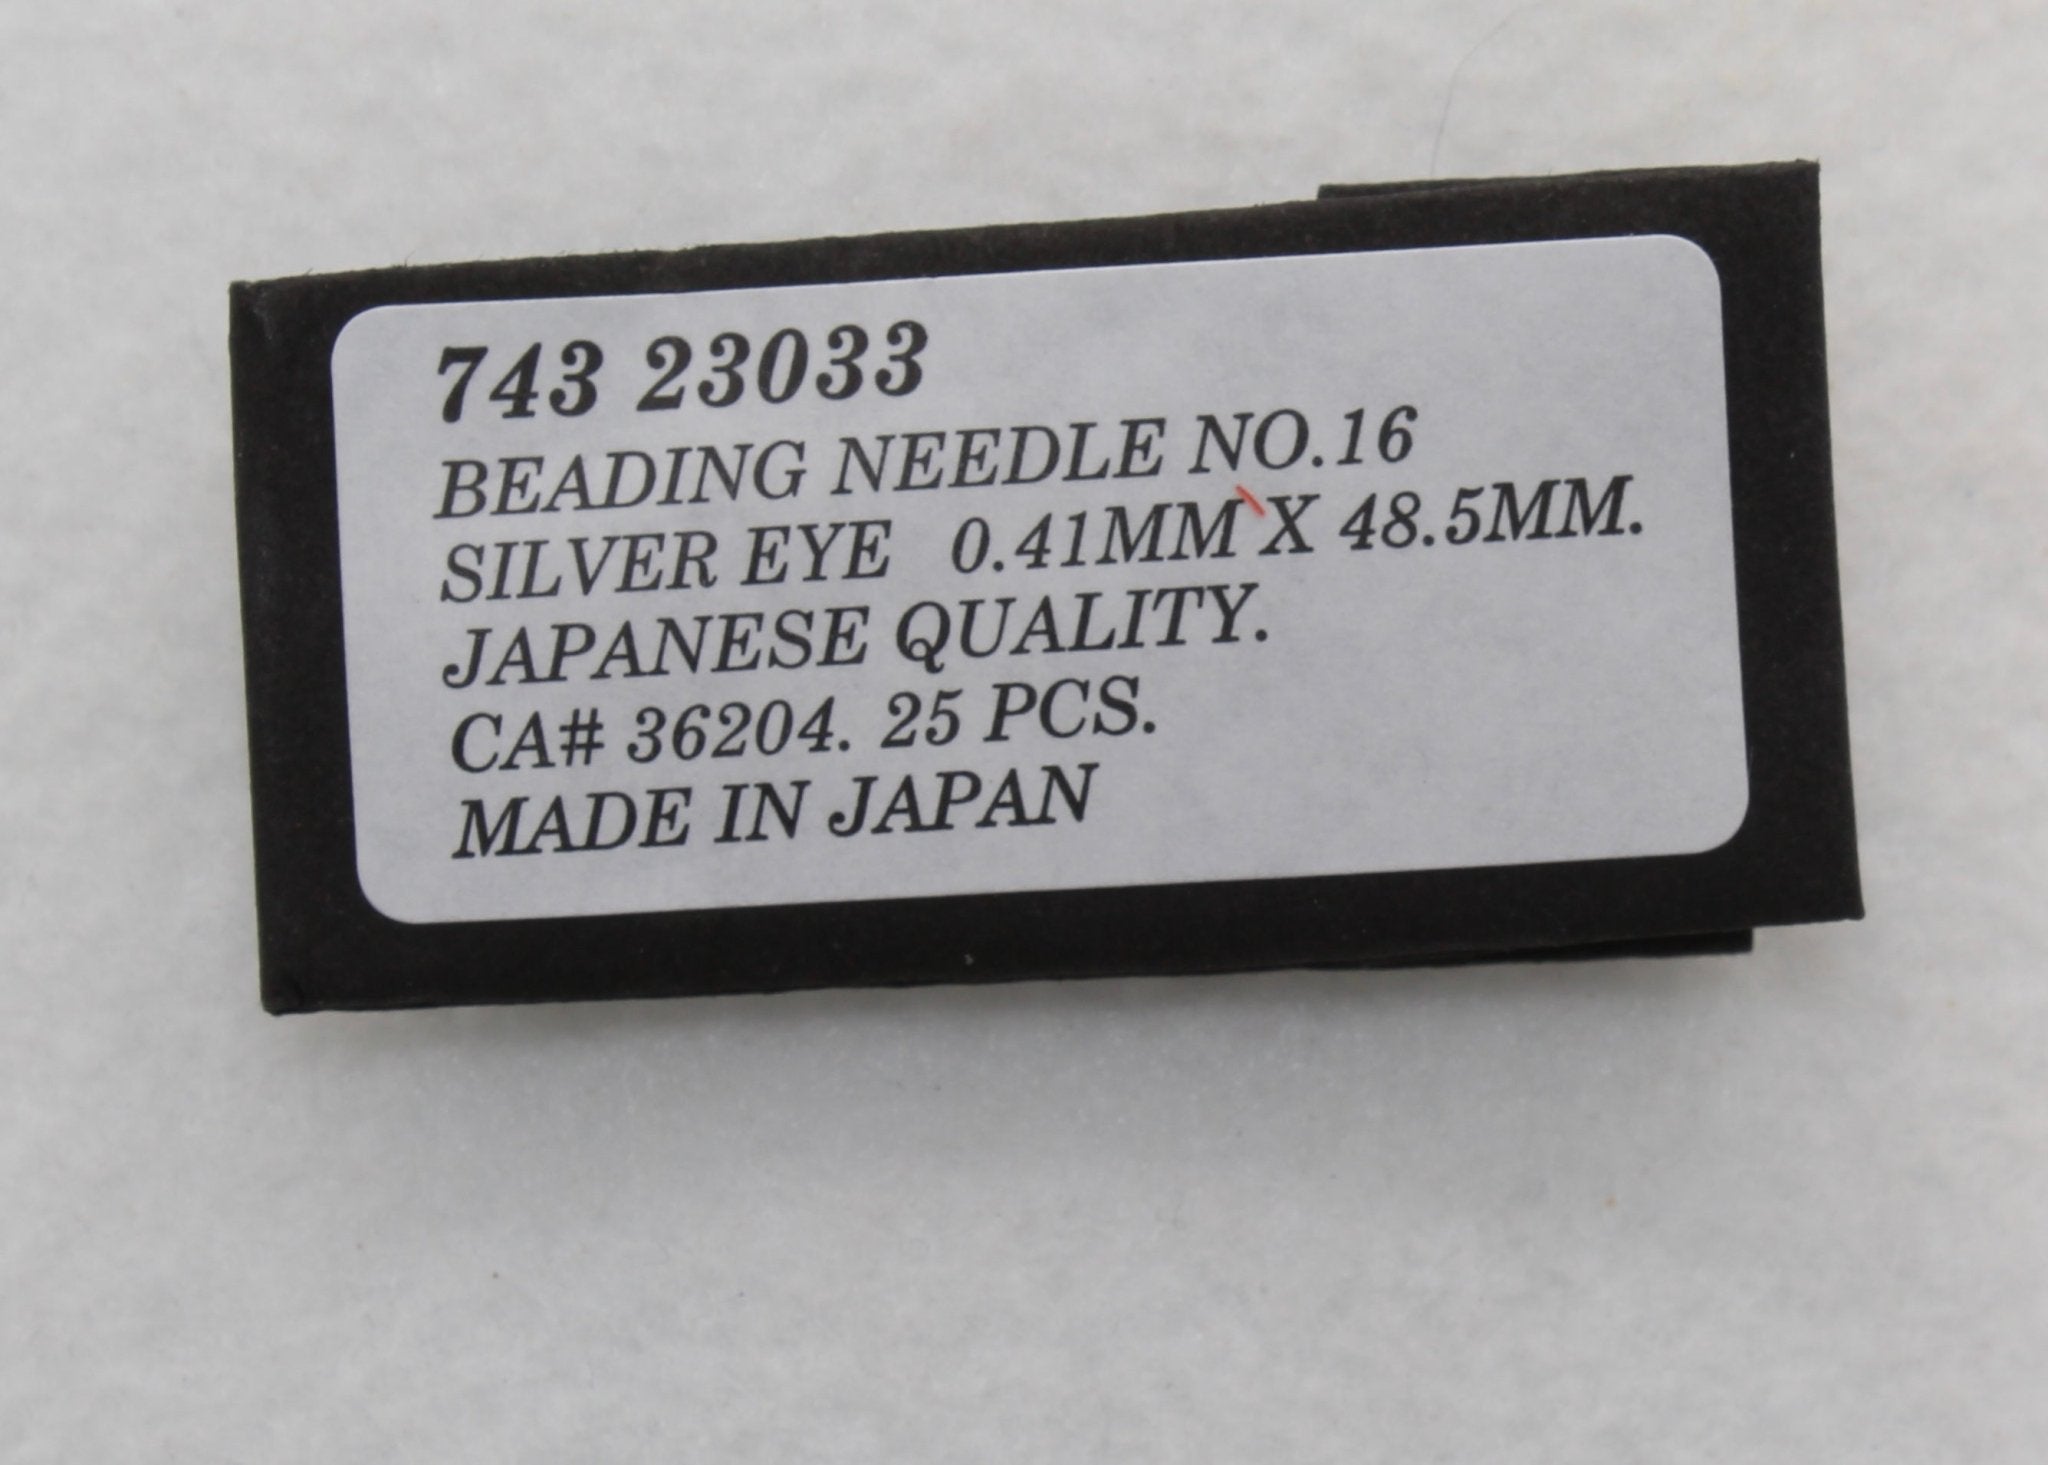 743 23033
BEADING NEEDLE NO.16
SILVER EYE 0.41MM X 48.5MM.
JAPANESE QUALITY.
CA# 36204. 25 PCS.
MADE IN JAPAN